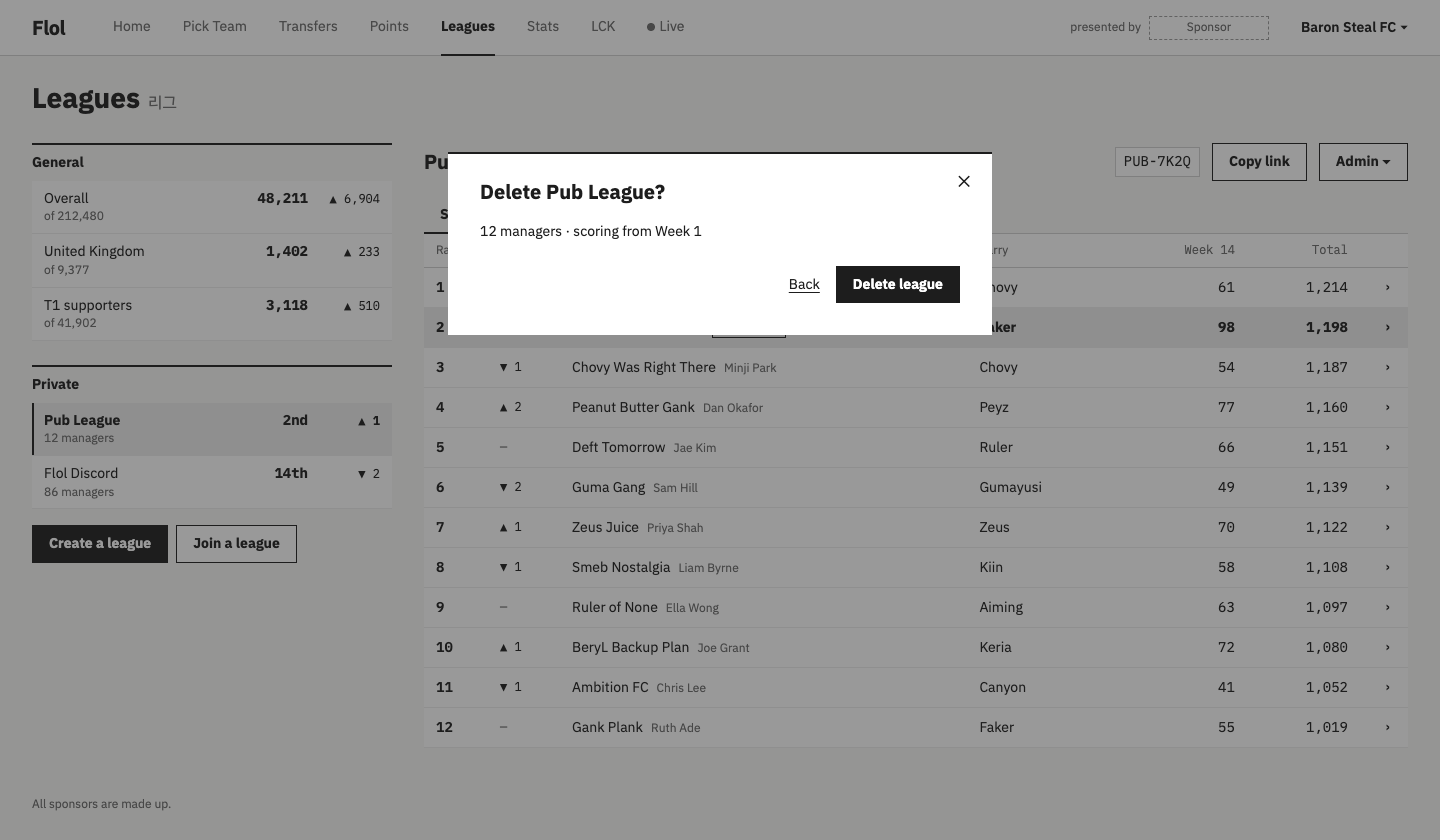 Flol Home Pick Team Transfers Points Leagues Stats LCK Live presented by Sponsor Baron Steal FC
Leagues 리그
General
Overall 48,211 ▲ 6,904
of 212,480
United Kingdom 1,402 ▲ 233
of 9,377
T1 supporters 3,118 ▲ 510
of 41,902
Private
Pub League 2nd ▲ 1
12 managers
Flol Discord 14th ▼ 2
86 managers
Create a league Join a league
PUB-7K2Q Copy link Admin
Delete Pub League?
12 managers · scoring from Week 1
Back Delete league
Week 14 Total
1 61 1,214 ›
2 98 1,198 ›
3 ▼ 1 Chovy Was Right There Minji Park Chovy 54 1,187 ›
4 ▲ 2 Peanut Butter Gank Dan Okafor Peyz 77 1,160 ›
5 – Deft Tomorrow Jae Kim Ruler 66 1,151 ›
6 ▼ 2 Guma Gang Sam Hill Gumayusi 49 1,139 ›
7 ▲ 1 Zeus Juice Priya Shah Zeus 70 1,122 ›
8 ▼ 1 Smeb Nostalgia Liam Byrne Kiin 58 1,108 ›
9 – Ruler of None Ella Wong Aiming 63 1,097 ›
10 ▲ 1 BeryL Backup Plan Joe Grant Keria 72 1,080 ›
11 ▼ 1 Ambition FC Chris Lee Canyon 41 1,052 ›
12 – Gank Plank Ruth Ade Faker 55 1,019 ›
All sponsors are made up.